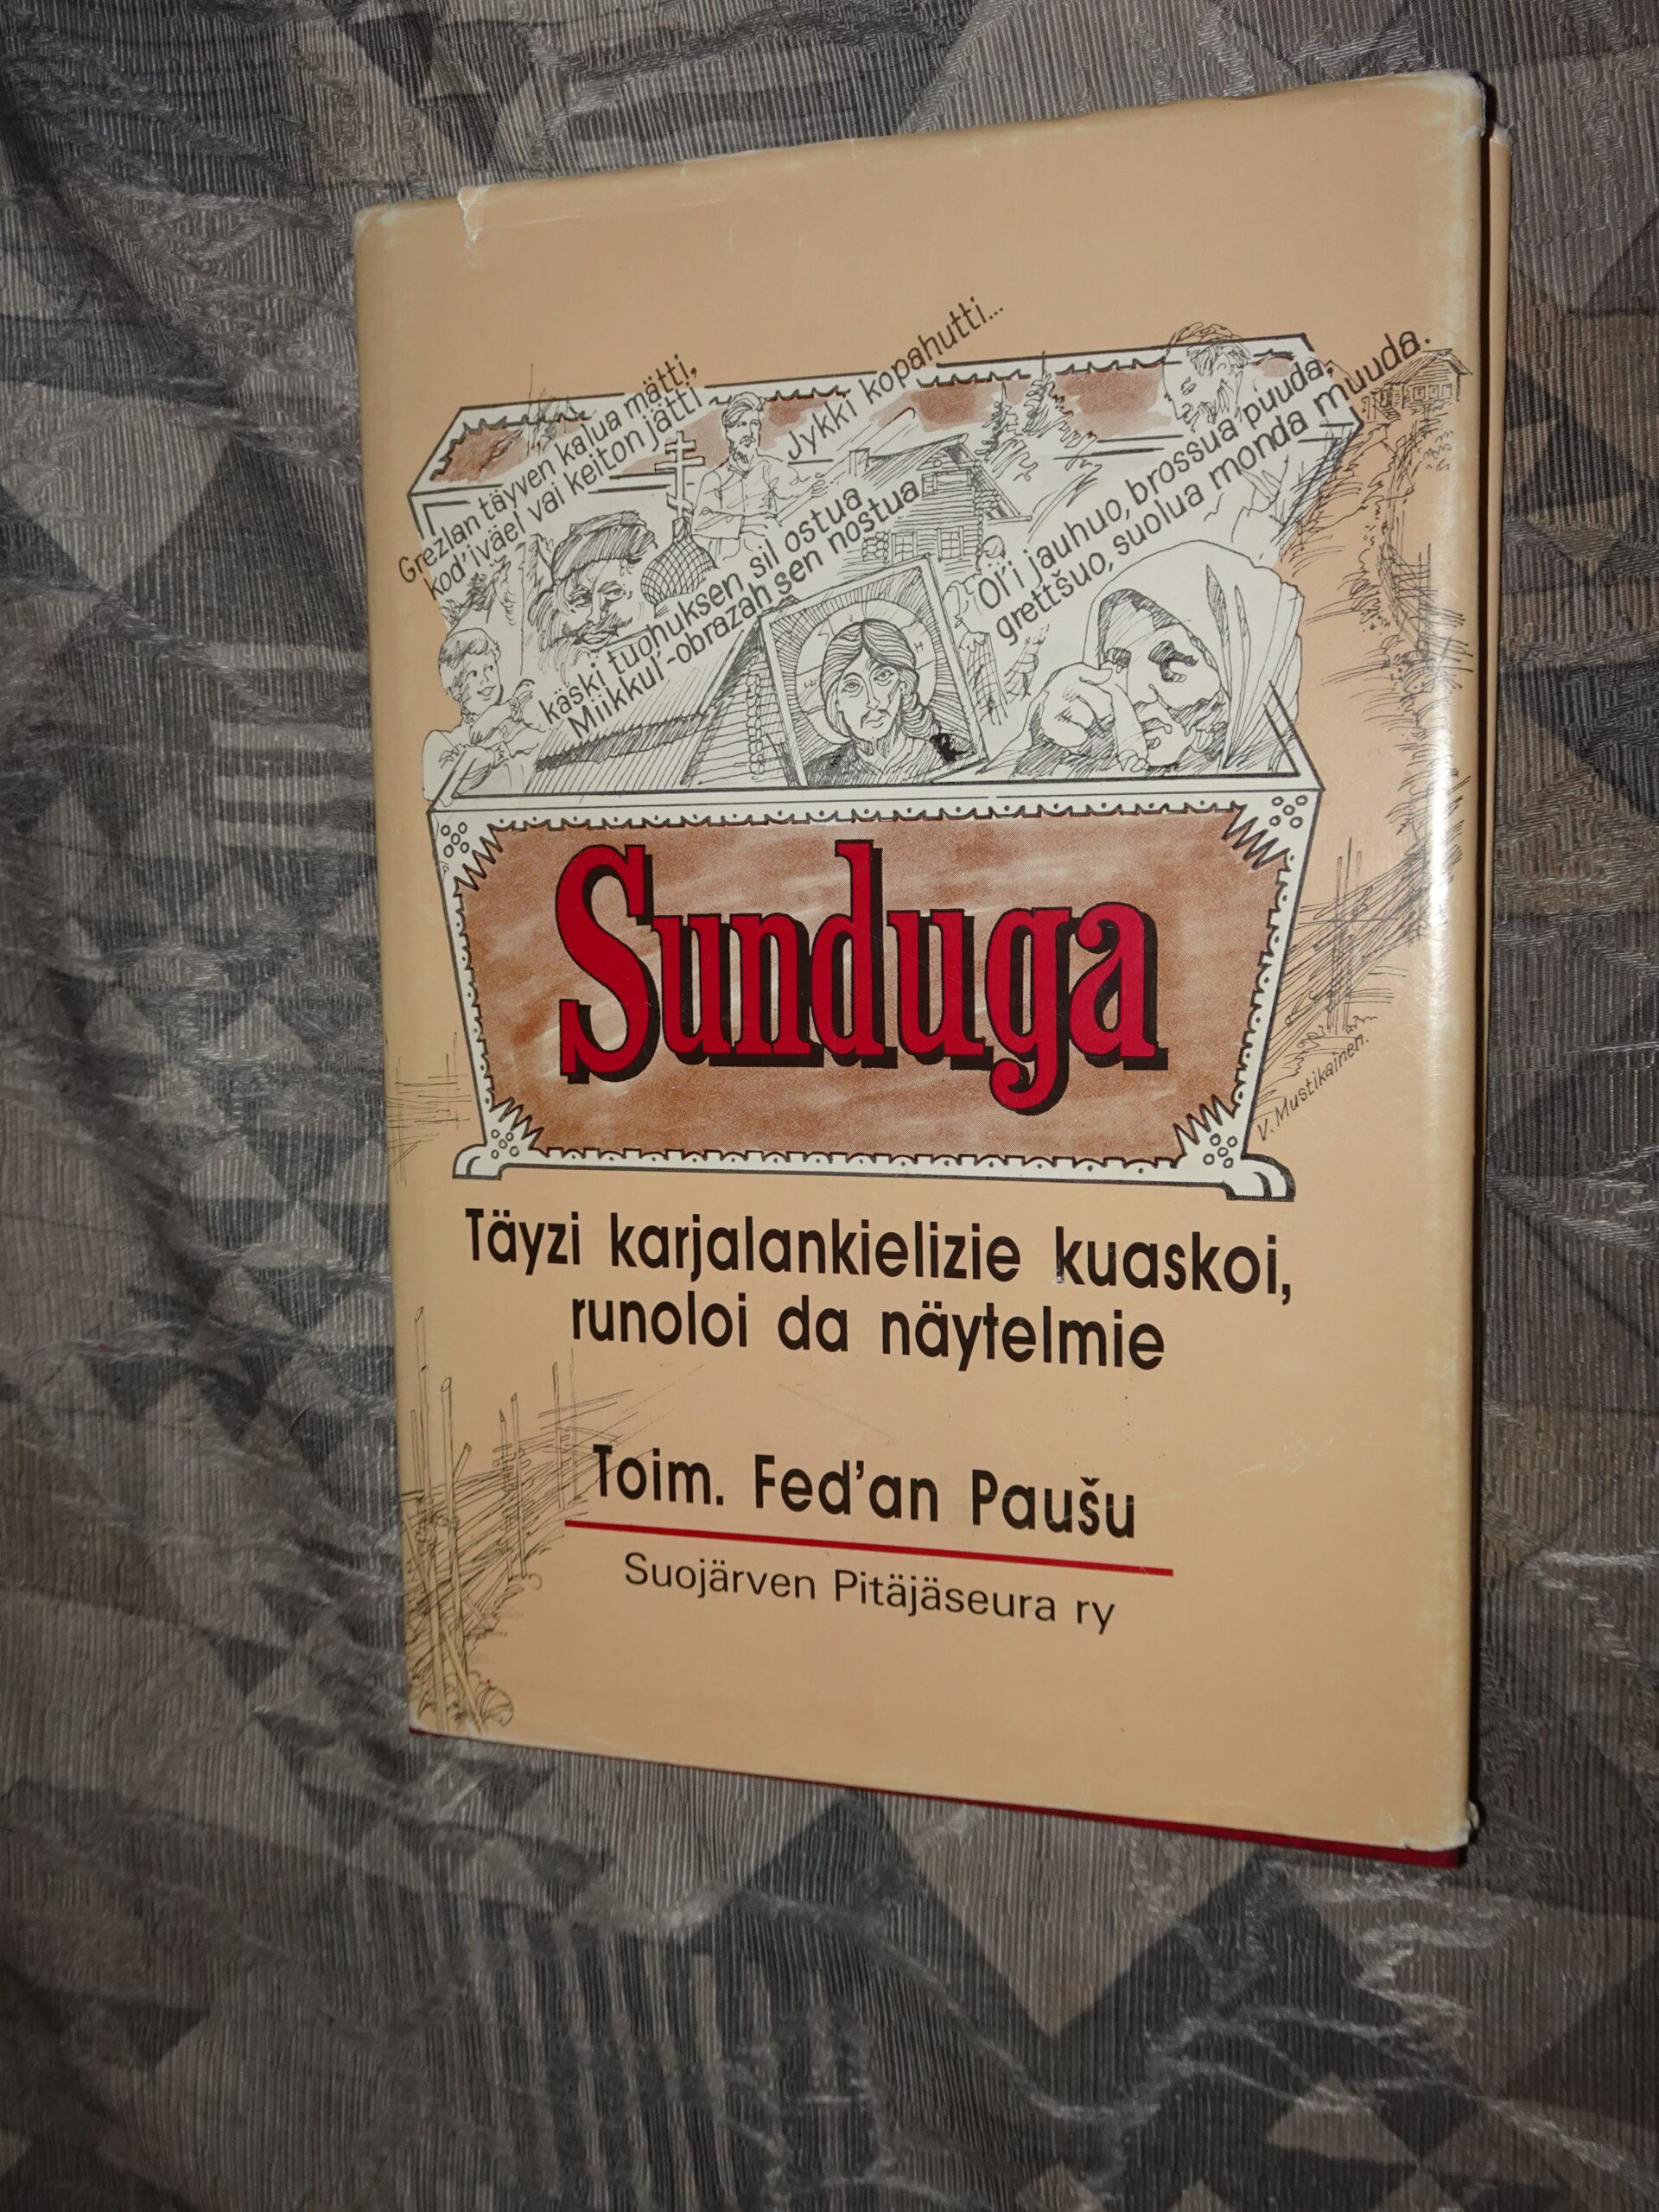 Grezlan täyven kalua mätti,
kod'iväel vai keiton jätti
Jykki kopahutti...
käski tuohuksen sil ostua
Miikkul'-obrazah sen nostua
Ol'i jauhuo, brossua puuda,
grettšuo, suolua monda muuda.
Sunduga
V. Mustikainen.
Täyzi karjalankielizie kuaskoi,
runoloi da näytelmie
Toim. Fed'an Paušu
Suojärven Pitäjäseura ry